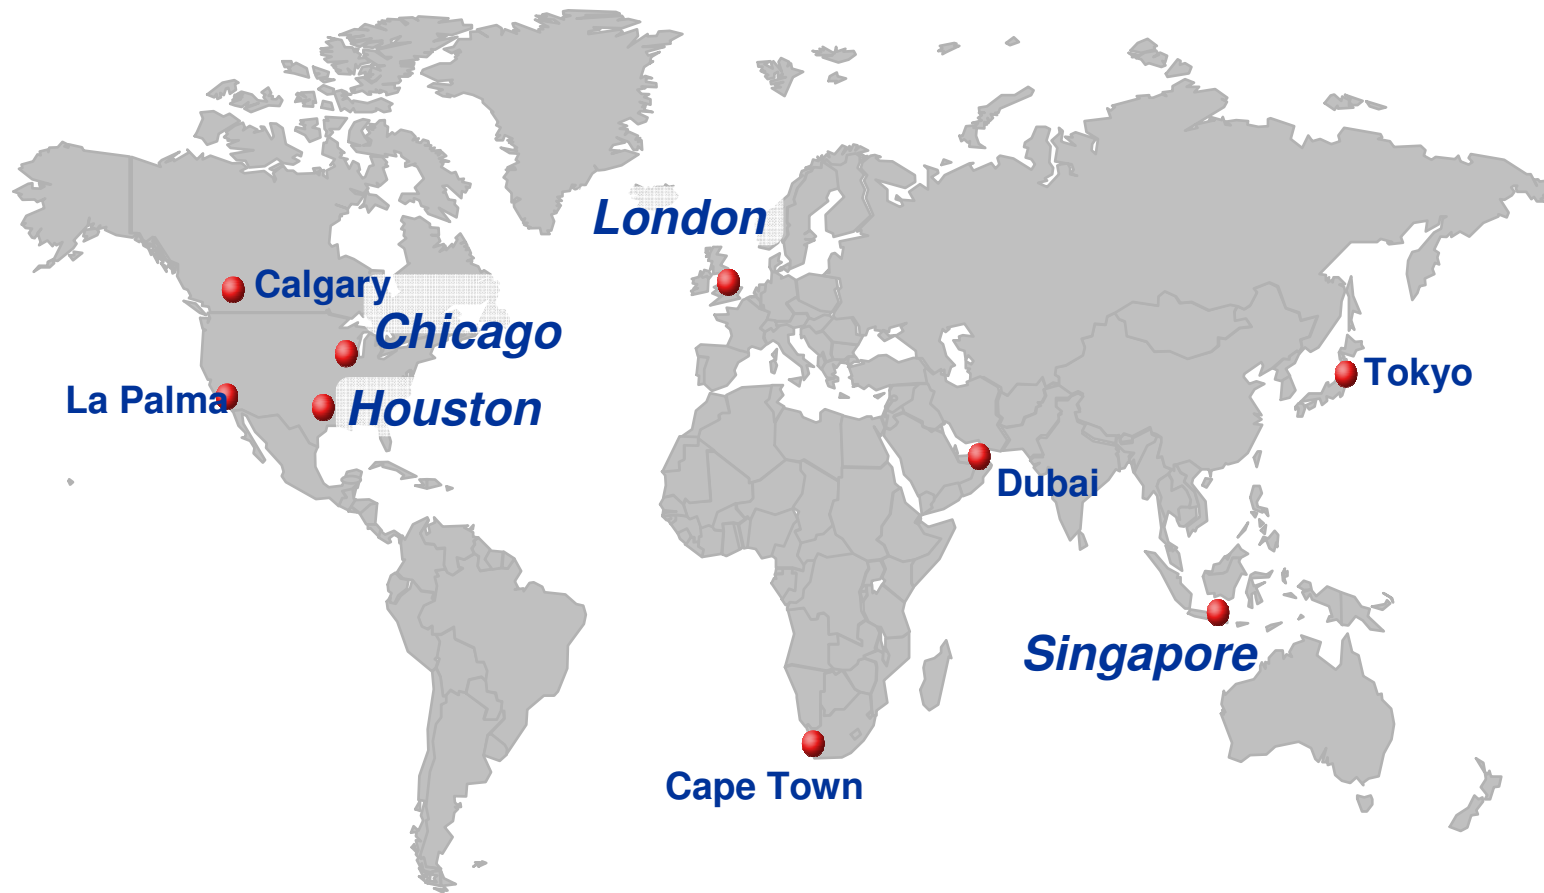 London
Calgary
Chicago
La Palma
Houston
Tokyo
Dubai
Singapore
Cape Town